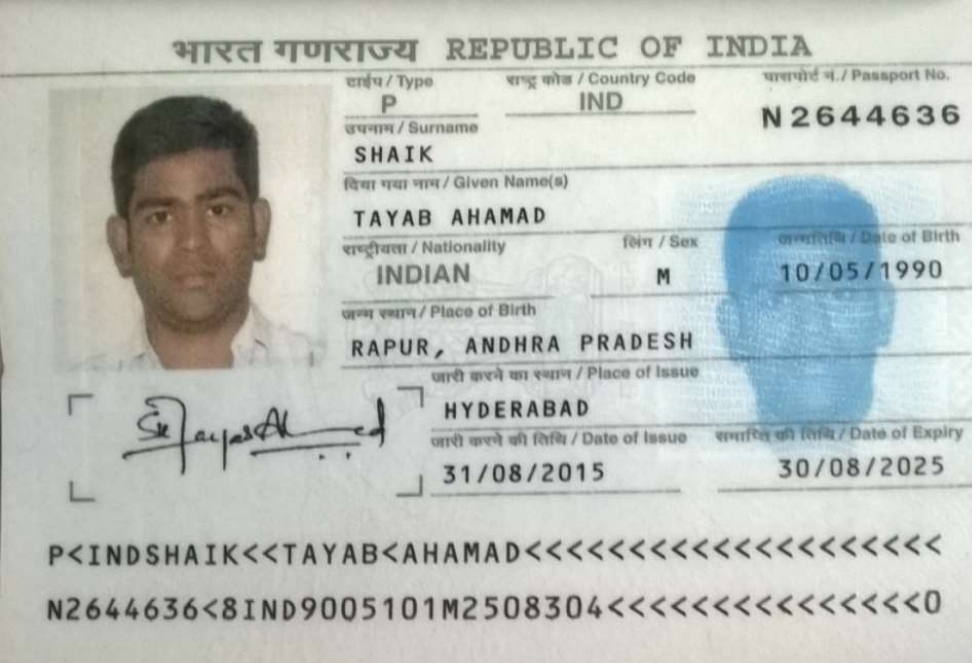 भारत गणराज्य REPUBLIC OF INDIA
टाईप / Type राष्ट्र कोड / Country Code पासपोर्ट नं. / Passport No.
P IND N2644636
उपनाम / Surname
SHAIK
दिया गया नाम / Given Name(s)
TAYAB AHAMAD
राष्ट्रीयता / Nationality लिंग / Sex जन्मतिथि / Date of Birth
INDIAN M 10/05/1990
जन्म स्थान / Place of Birth
RAPUR, ANDHRA PRADESH
जारी करने का स्थान / Place of Issue
HYDERABAD
जारी करने की तिथि / Date of Issue समाप्ति की तिथि / Date of Expiry
31/08/2015 30/08/2025
P<INDSHAIK<<TAYAB<AHAMAD<<<<<<<<<<<<<<<<<<<<
N2644636<8IND9005101M2508304<<<<<<<<<<<<<<<0